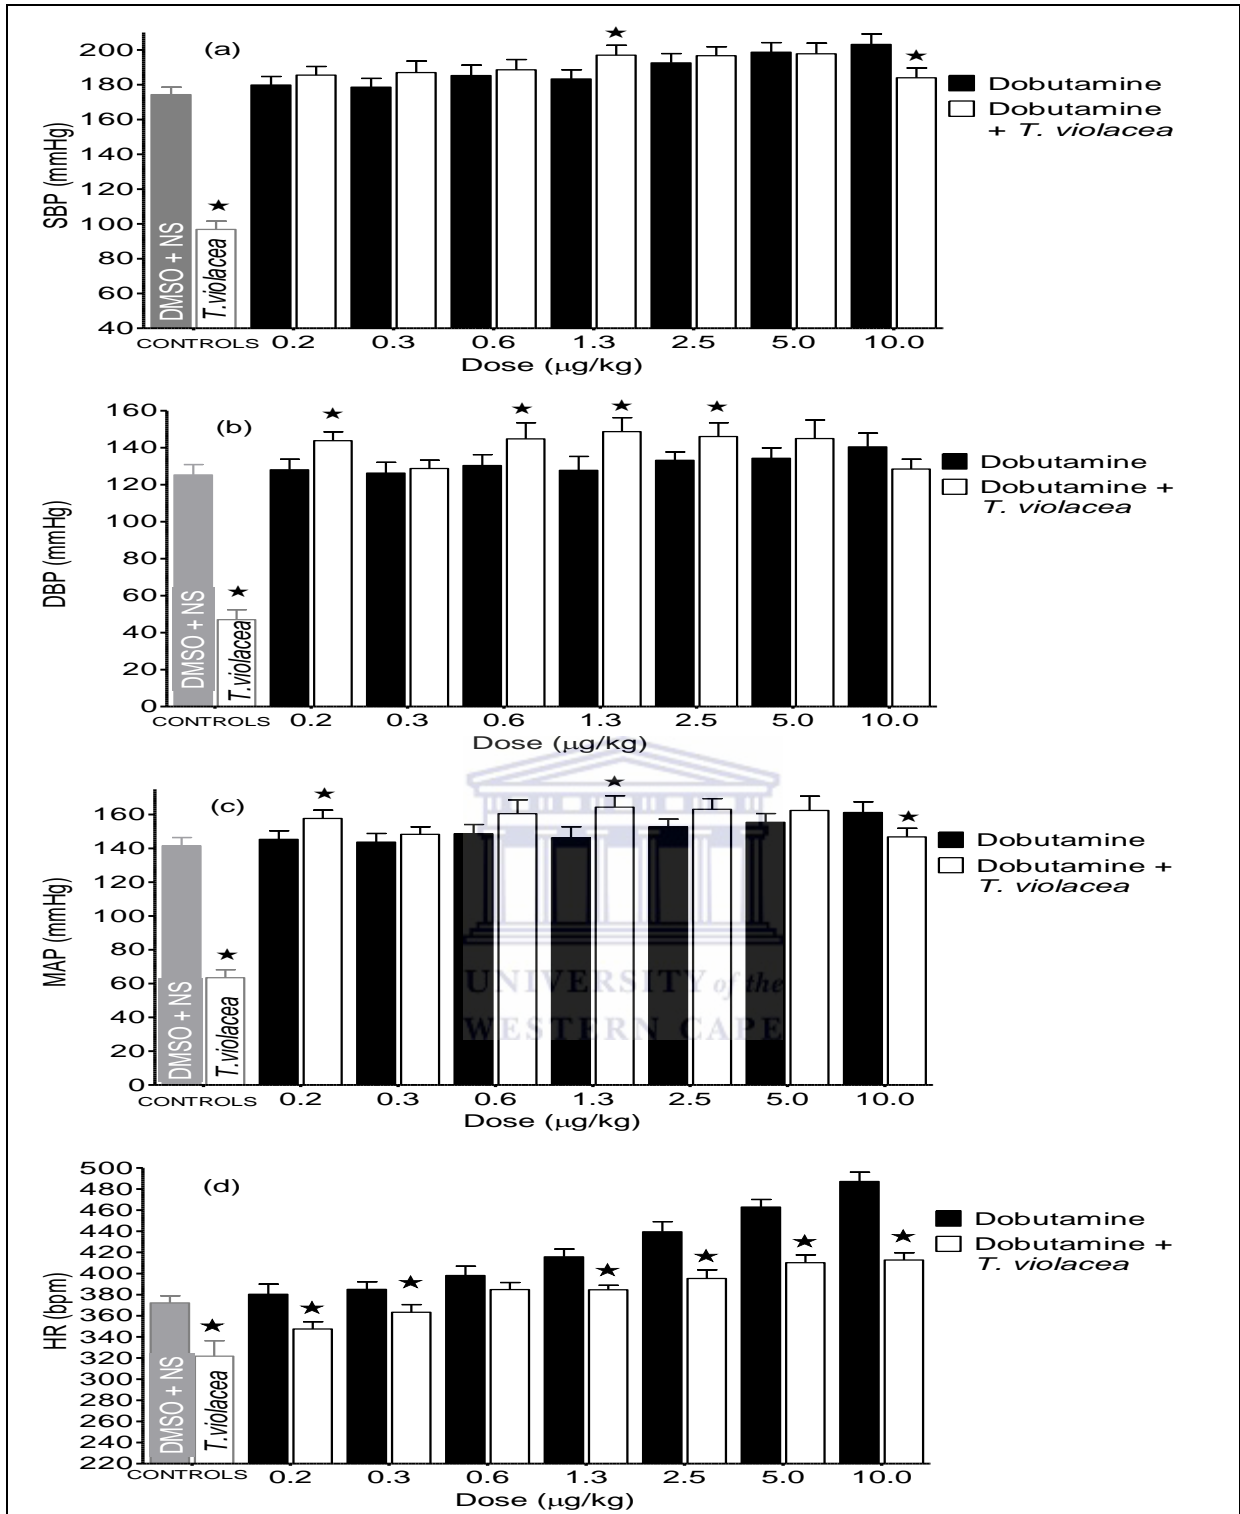 (a)
200
180
160
140
120
100
80
60
40
SBP (mmHg)
DMSO + NS
T.violacea
Dobutamine
Dobutamine
+ T. violacea
CONTROLS 0.2 0.3 0.6 1.3 2.5 5.0 10.0
Dose (μg/kg)
(b)
160
140
120
100
80
60
40
20
0
DBP (mmHg)
DMSO + NS
T.violacea
Dobutamine
Dobutamine +
T. violacea
CONTROLS 0.2 0.3 0.6 1.3 2.5 5.0 10.0
Dose (μg/kg)
(c)
160
140
120
100
80
60
40
20
0
MAP (mmHg)
DMSO + NS
T.violacea
Dobutamine
Dobutamine +
T. violacea
UNIVERSITY of the
WESTERN CAPE
CONTROLS 0.2 0.3 0.6 1.3 2.5 5.0 10.0
Dose (μg/kg)
(d)
500
480
460
440
420
400
380
360
340
320
300
280
260
240
220
HR (bpm)
DMSO + NS
T.violacea
Dobutamine
Dobutamine +
T. violacea
CONTROLS 0.2 0.3 0.6 1.3 2.5 5.0 10.0
Dose (μg/kg)